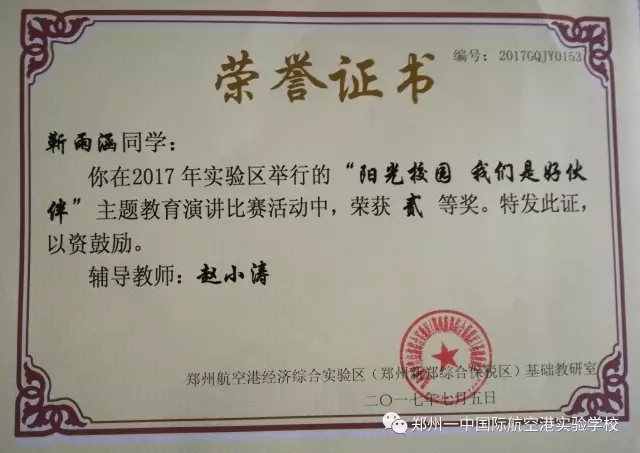 编号：2017GQJY0153
荣誉证书
靳雨涵同学：
你在2017年实验区举行的“阳光校园 我们是好伙
伴”主题教育演讲比赛活动中，荣获 贰 等奖。特发此证，
以资鼓励。
辅导教师：赵小涛
郑州航空港经济综合实验区（郑州新郑综合保税区）基础教研室
二〇一七年七月五日
郑州一中国际航空港实验学校